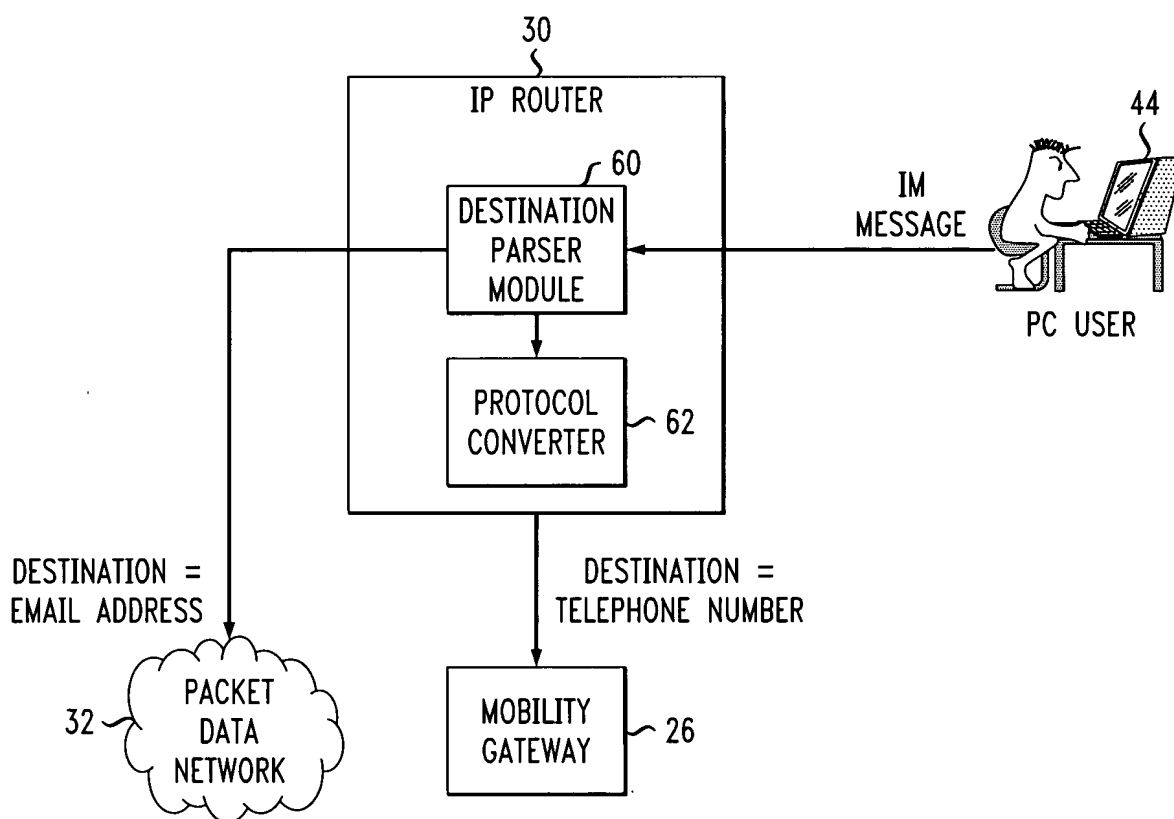 30
IP ROUTER
60
DESTINATION
PARSER
MODULE
44
IM
MESSAGE
PC USER
PROTOCOL
CONVERTER
62
DESTINATION =
EMAIL ADDRESS
DESTINATION =
TELEPHONE NUMBER
32
PACKET
DATA
NETWORK
MOBILITY
GATEWAY
26